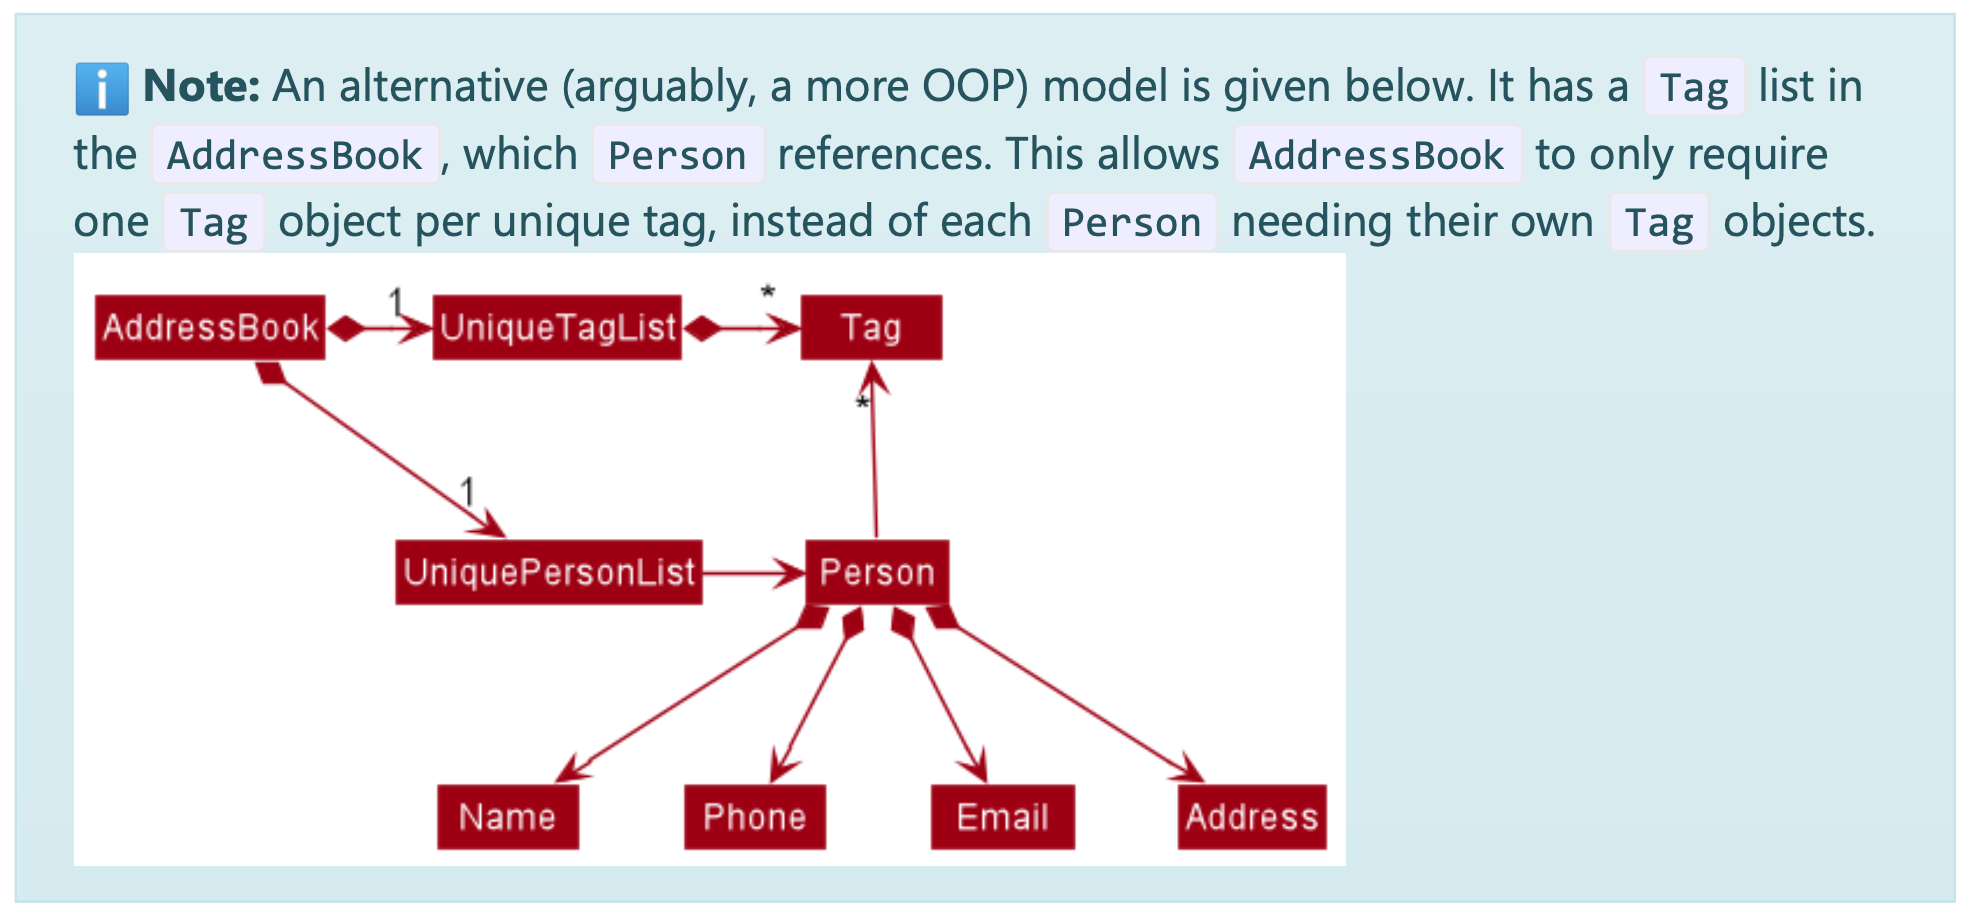 Note: An alternative (arguably, a more OOP) model is given below. It has a Tag list in
the AddressBook, which Person references. This allows AddressBook to only require
one Tag object per unique tag, instead of each Person needing their own Tag objects.
AddressBook 1 UniqueTagList * Tag
*
1
UniquePersonList Person
Name Phone Email Address